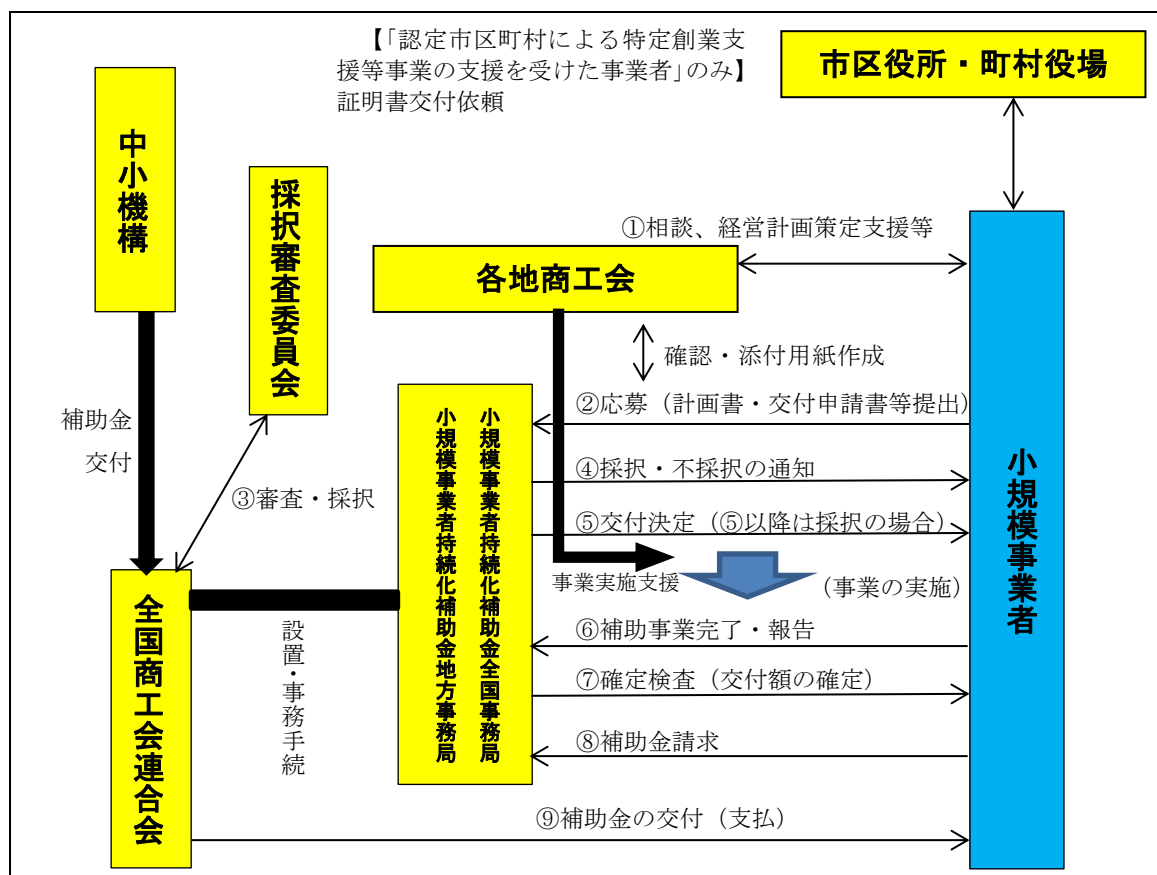 【「認定市区町村による特定創業支
援等事業の支援を受けた事業者」のみ】
証明書交付依頼
市区役所・町村役場
中小機構
採択審査委員会
①相談、経営計画策定支援等
各地商工会
確認・添付用紙作成
補助金
交付
③審査・採択
小規模事業者持続化補助金全国事務局
小規模事業者持続化補助金地方事務局
②応募（計画書・交付申請書等提出）
④採択・不採択の通知
⑤交付決定（⑤以降は採択の場合）
事業実施支援
（事業の実施）
小規模事業者
全国商工会連合会
設置・事務手続
⑥補助事業完了・報告
⑦確定検査（交付額の確定）
⑧補助金請求
⑨補助金の交付（支払）